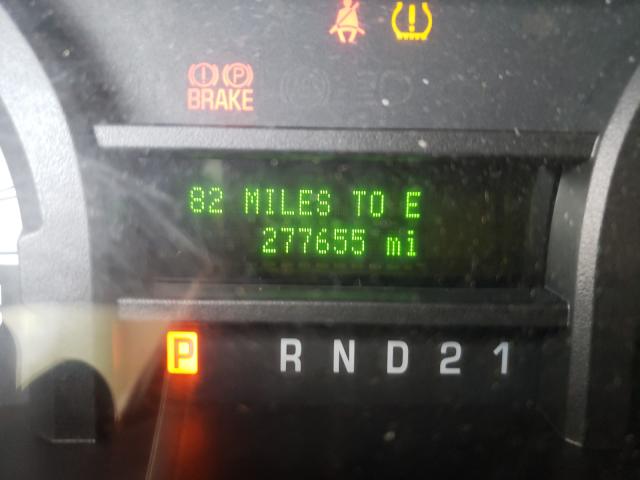 BRAKE
82 MILES TO E
277655 mi
P R N D 2 1